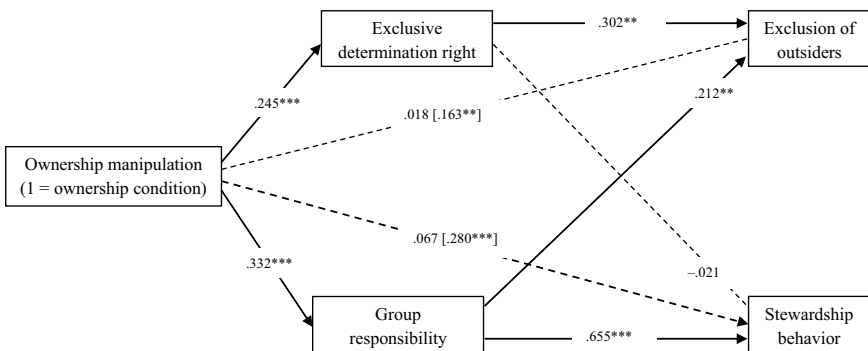 Exclusive
determination right
.302**
Exclusion of
outsiders
.245***
.018 [.163**]
.212**
Ownership manipulation
(1 = ownership condition)
.067 [.280***]
.332***
–.021
Group
responsibility
.655***
Stewardship
behavior